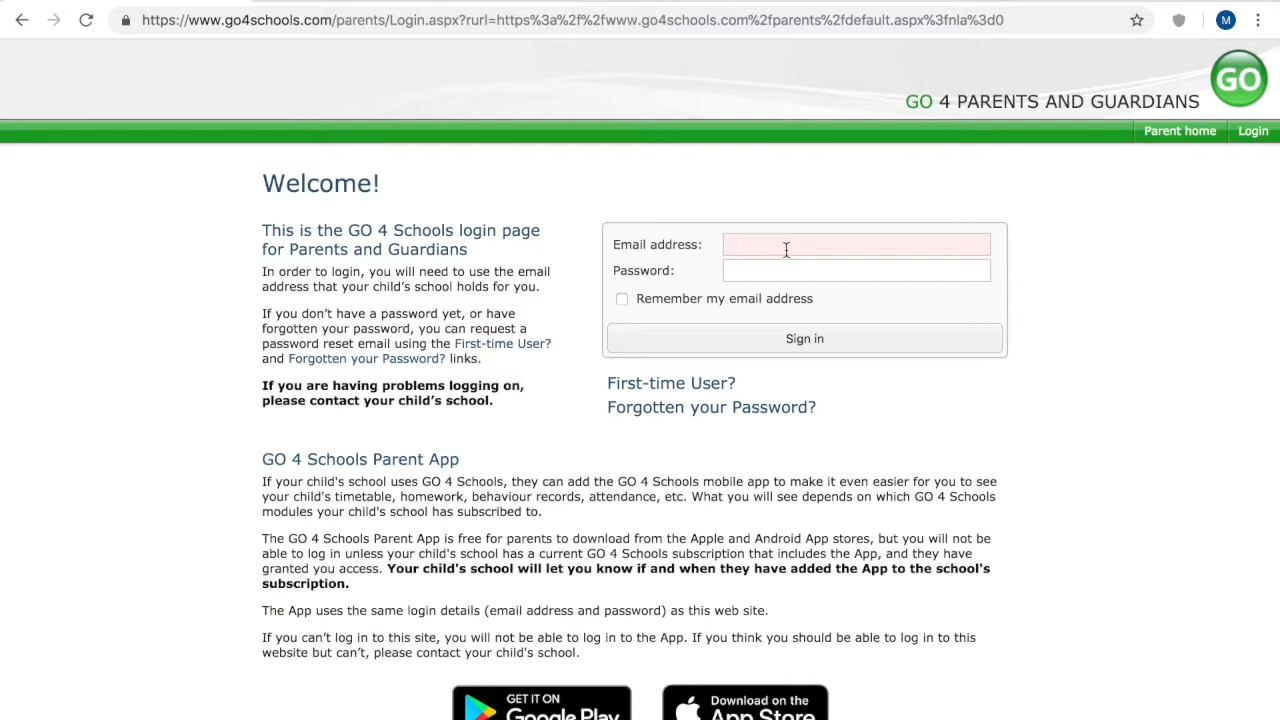 https://www.go4schools.com/parents/Login.aspx?rurl=https%3a%2f%2fwww.go4schools.com%2fparents%2fdefault.aspx%3fnla%3d0
M
GO
GO 4 PARENTS AND GUARDIANS
Parent home
Login
Welcome!
This is the GO 4 Schools login page
for Parents and Guardians
In order to login, you will need to use the email
address that your child's school holds for you.
If you don't have a password yet, or have
forgotten your password, you can request a
password reset email using the First-time User?
and Forgotten your Password? links.
If you are having problems logging on,
please contact your child's school.
Email address:
Password:
Remember my email address
Sign in
First-time User?
Forgotten your Password?
GO 4 Schools Parent App
If your child's school uses GO 4 Schools, they can add the GO 4 Schools mobile app to make it even easier for you to see
your child's timetable, homework, behaviour records, attendance, etc. What you will see depends on which GO 4 Schools
modules your child's school has subscribed to.
The GO 4 Schools Parent App is free for parents to download from the Apple and Android App stores, but you will not be
able to log in unless your child's school has a current GO 4 Schools subscription that includes the App, and they have
granted you access. Your child's school will let you know if and when they have added the App to the school's
subscription.
The App uses the same login details (email address and password) as this web site.
If you can't log in to this site, you will not be able to log in to the App. If you think you should be able to log in to this
website but can't, please contact your child's school.
GET IT ON
Google Play
Download on the
App Store